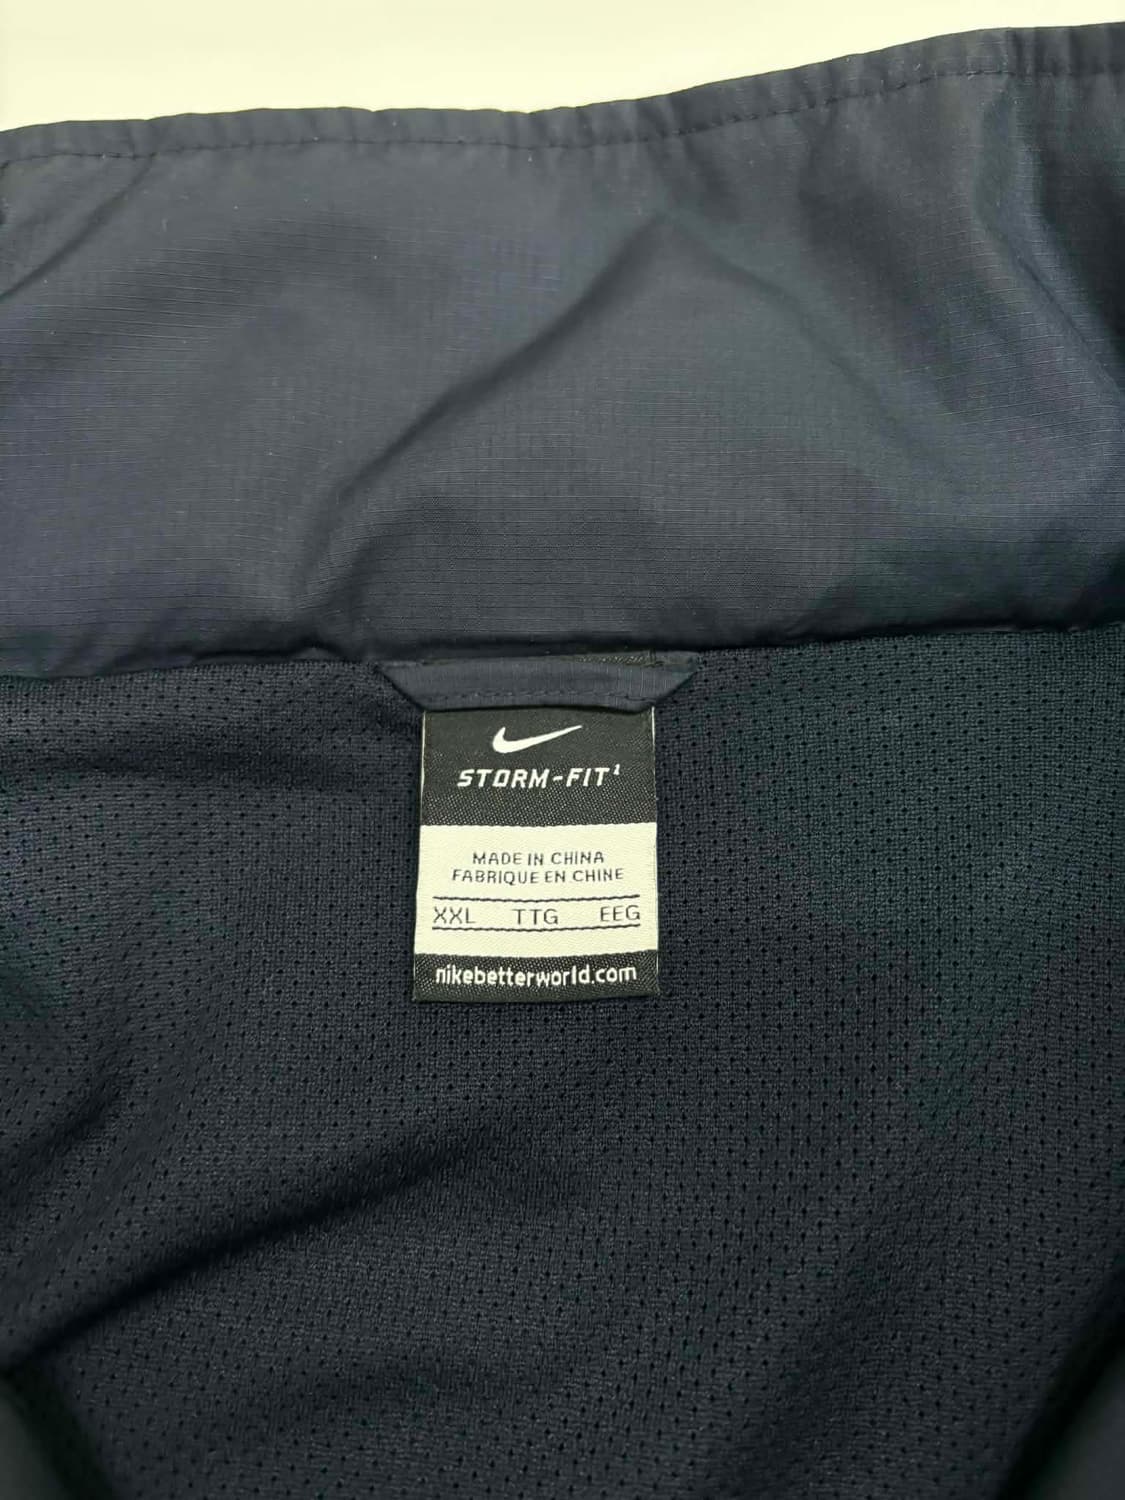 STORM-FIT¹
MADE IN CHINA
FABRIQUE EN CHINE
XXL TTG EEG
nikebetterworld.com